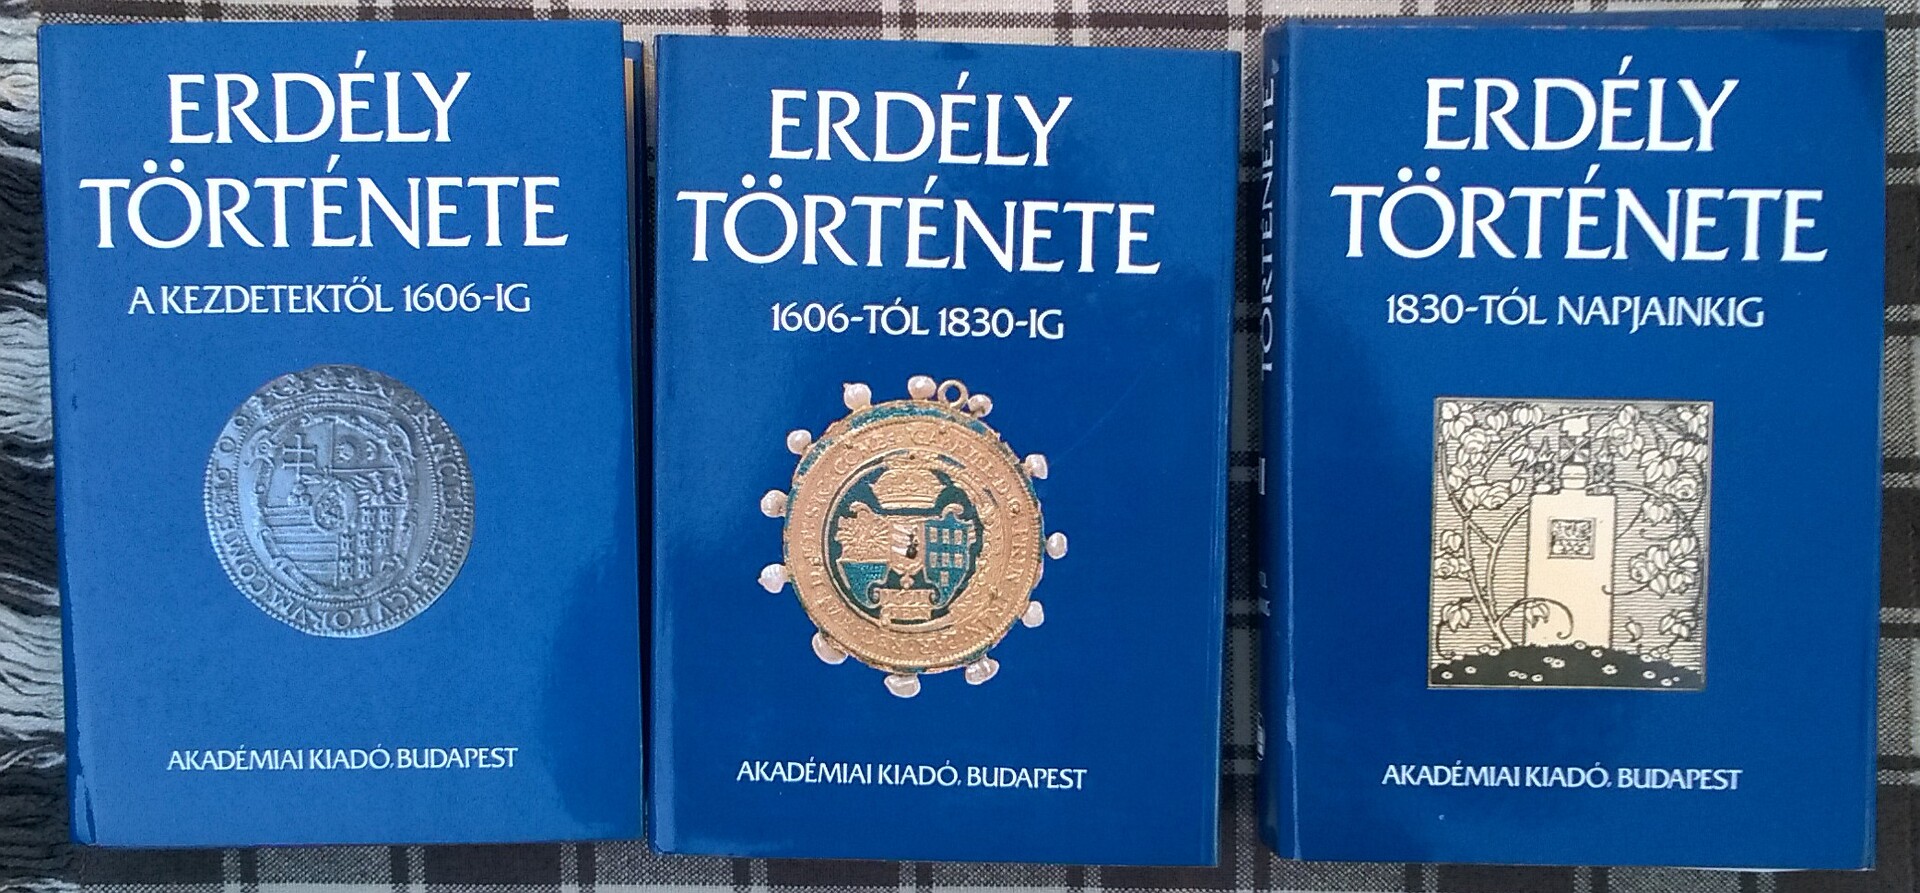 ERDÉLY
TÖRTÉNETE
A KEZDETEKTŐL 1606-IG
AKADÉMIAI KIADÓ, BUDAPEST
ERDÉLY
TÖRTÉNETE
1606-TÓL 1830-IG
AKADÉMIAI KIADÓ, BUDAPEST
TÖRTÉNETE
ERDÉLY
TÖRTÉNETE
1830-TÓL NAPJAINKIG
AKADÉMIAI KIADÓ, BUDAPEST